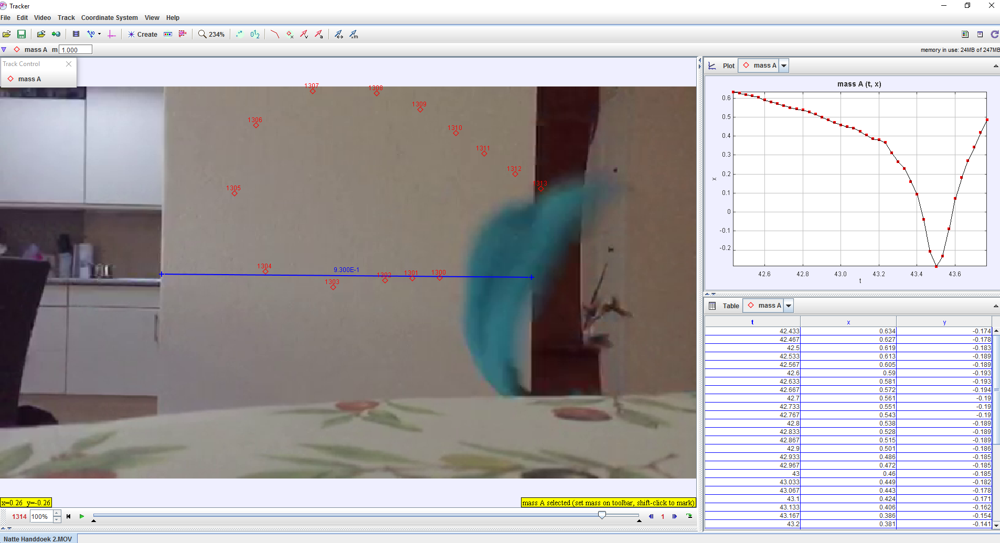 Tracker
File Edit Video Track Coordinate System View Help
Create 234%
mass A m 1.000
memory in use: 24MB of 247MB
Track Control
mass A
1307
1308
1309
1306
1310
1311
1312
1313
1305
1304
9.300E-1
1302
1301
1300
1303
x=0.26 y=-0.26
mass A selected (set mass on toolbar, shift-click to mark)
1314 100%
1
Natte Handdoek 2.MOV
Plot mass A
mass A (t, x)
0.6
0.5
0.4
0.3
0.2
0.1
0
-0.1
-0.2
x
42.6 42.8 43.0 43.2 43.4 43.6
t
Table mass A
t x y
42.433 0.634 -0.174
42.467 0.627 -0.178
42.5 0.619 -0.183
42.533 0.613 -0.189
42.567 0.605 -0.189
42.6 0.59 -0.193
42.633 0.581 -0.193
42.667 0.572 -0.194
42.7 0.561 -0.19
42.733 0.551 -0.19
42.767 0.543 -0.19
42.8 0.538 -0.189
42.833 0.528 -0.189
42.867 0.515 -0.189
42.9 0.501 -0.186
42.933 0.486 -0.185
42.967 0.472 -0.185
43 0.46 -0.185
43.033 0.449 -0.182
43.067 0.443 -0.178
43.1 0.424 -0.171
43.133 0.406 -0.162
43.167 0.386 -0.154
43.2 0.381 -0.141